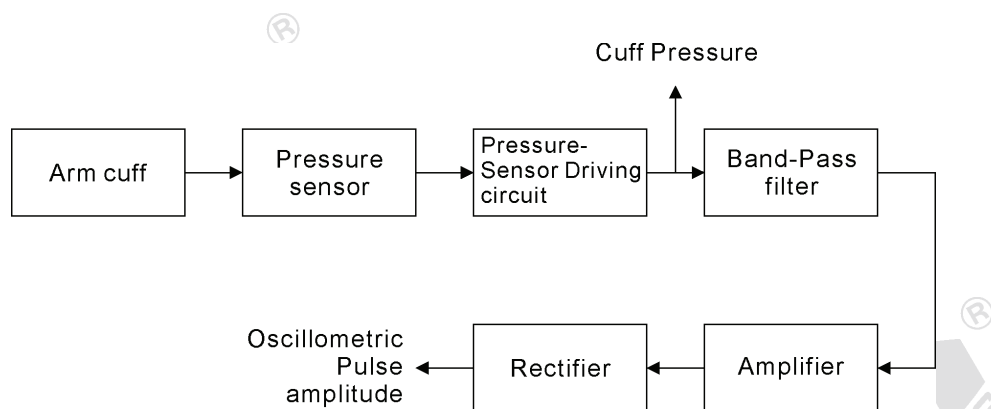 ®
Cuff Pressure
Arm cuff
Pressure
sensor
Pressure-
Sensor Driving
circuit
Band-Pass
filter
®
Oscillometric
Pulse
amplitude
Rectifier
Amplifier